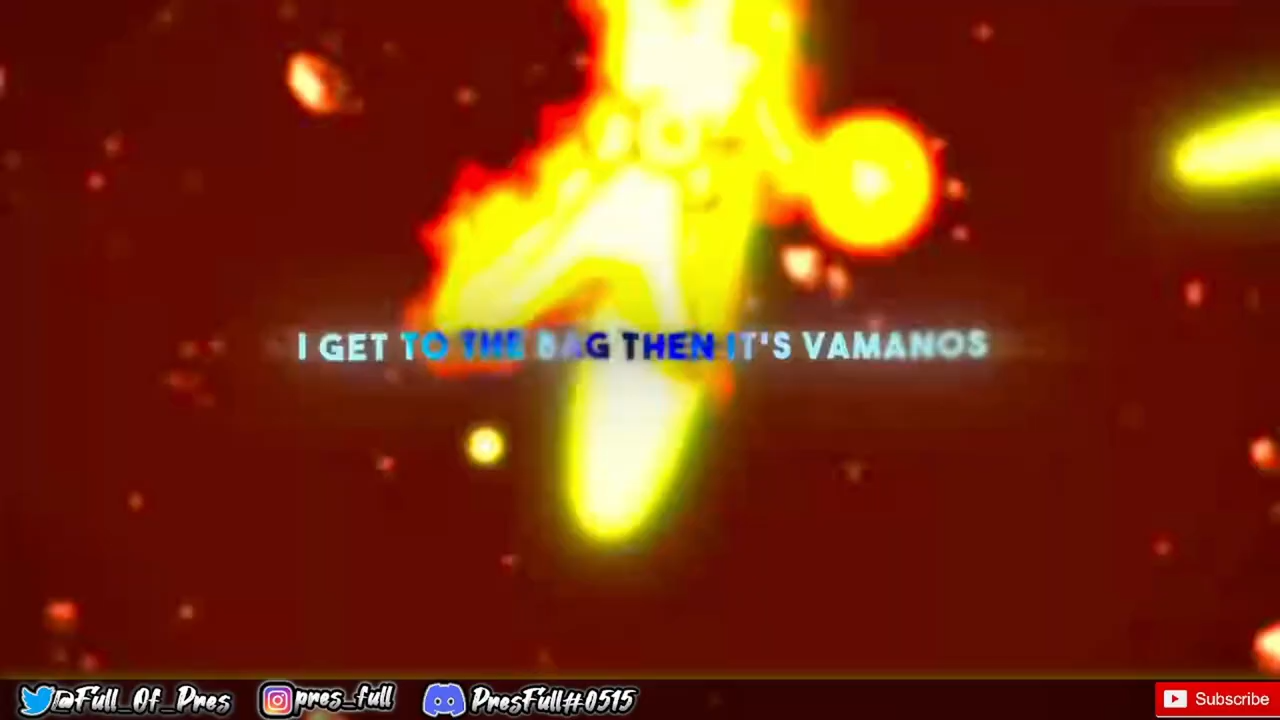 I GET TO THE BAG THEN IT'S VAMANOS
@Full_Of_Pres pres_full PresFull#0515 Subscribe